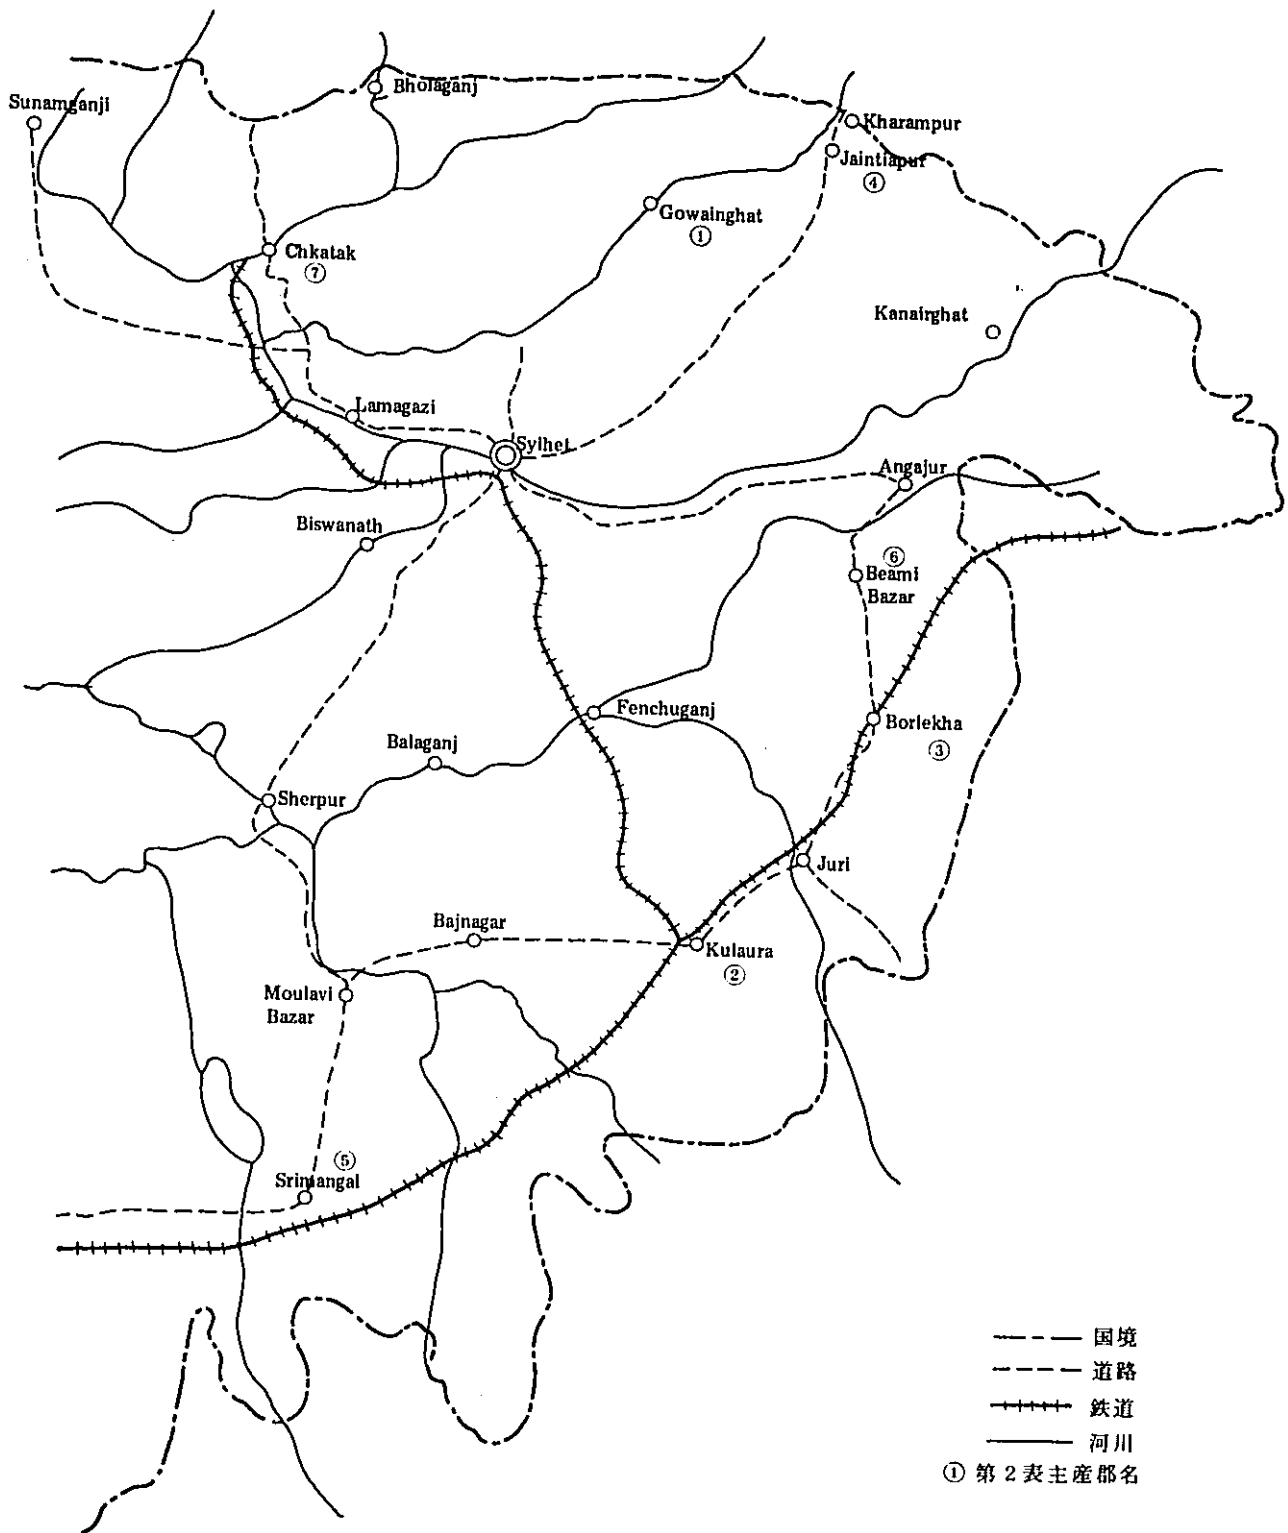 Bholaganj
Sunamganji
Kharampur
Jaintiapur
④
Gowainghat
①
Chkatak
⑦
Kanairghat
Lamagazi
Sylhet
Angajur
Biswanath
⑥
Beami
Bazar
Fenchuganj
Borlekha
③
Balaganj
Sherpur
Juri
Bajnagar
Kulaura
②
Moulavi
Bazar
⑤
Srimangal
国境
道路
鉄道
河川
① 第2表主産郡名